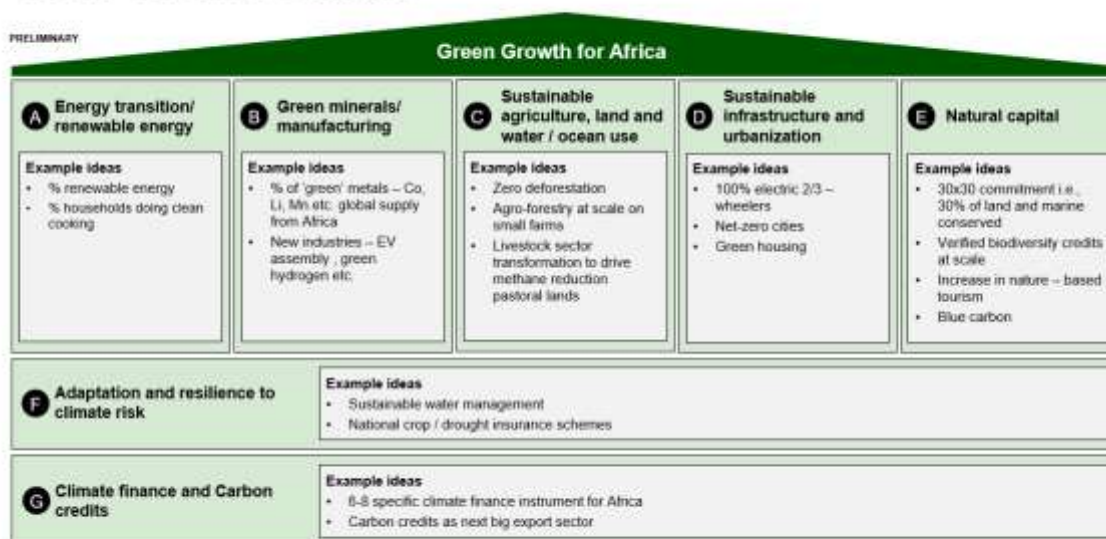 PRELIMINARY
Green Growth for Africa
A Energy transition/
renewable energy
Example ideas
• % renewable energy
• % households doing clean
cooking
B Green minerals/
manufacturing
Example ideas
• % of 'green' metals – Co,
Li, Mn etc. global supply
from Africa
• New industries – EV
assembly , green
hydrogen etc.
C Sustainable
agriculture, land and
water / ocean use
Example ideas
• Zero deforestation
• Agro-forestry at scale on
small farms
• Livestock sector
transformation to drive
methane reduction
pastoral lands
D Sustainable
infrastructure and
urbanization
Example ideas
• 100% electric 2/3 –
wheelers
• Net-zero cities
• Green housing
E Natural capital
Example ideas
• 30x30 commitment i.e.,
30% of land and marine
conserved
• Verified biodiversity credits
at scale
• Increase in nature – based
tourism
• Blue carbon
F Adaptation and resilience to
climate risk
Example ideas
• Sustainable water management
• National crop / drought insurance schemes
G Climate finance and Carbon
credits
Example ideas
• 6-8 specific climate finance instrument for Africa
• Carbon credits as next big export sector